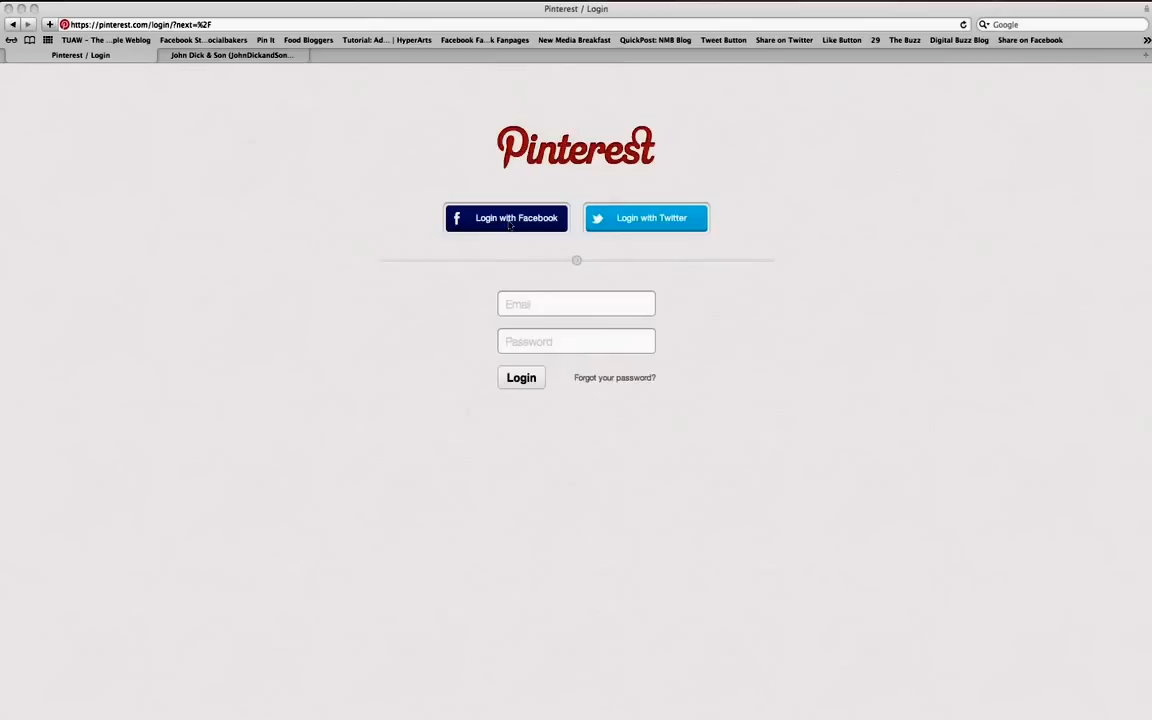 Pinterest / Login
https://pinterest.com/login/?next=%2F
Google
TUAW - The ...ple Weblog Facebook St...ocialbakers Pin It Food Bloggers Tutorial: Ad... | HyperArts Facebook Fa...k Fanpages New Media Breakfast QuickPost: NMB Blog Tweet Button Share on Twitter Like Button 29 The Buzz Digital Buzz Blog Share on Facebook
Pinterest / Login John Dick & Son (JohnDickandSon...
Pinterest
Login with Facebook Login with Twitter
Email
Password
Login Forgot your password?